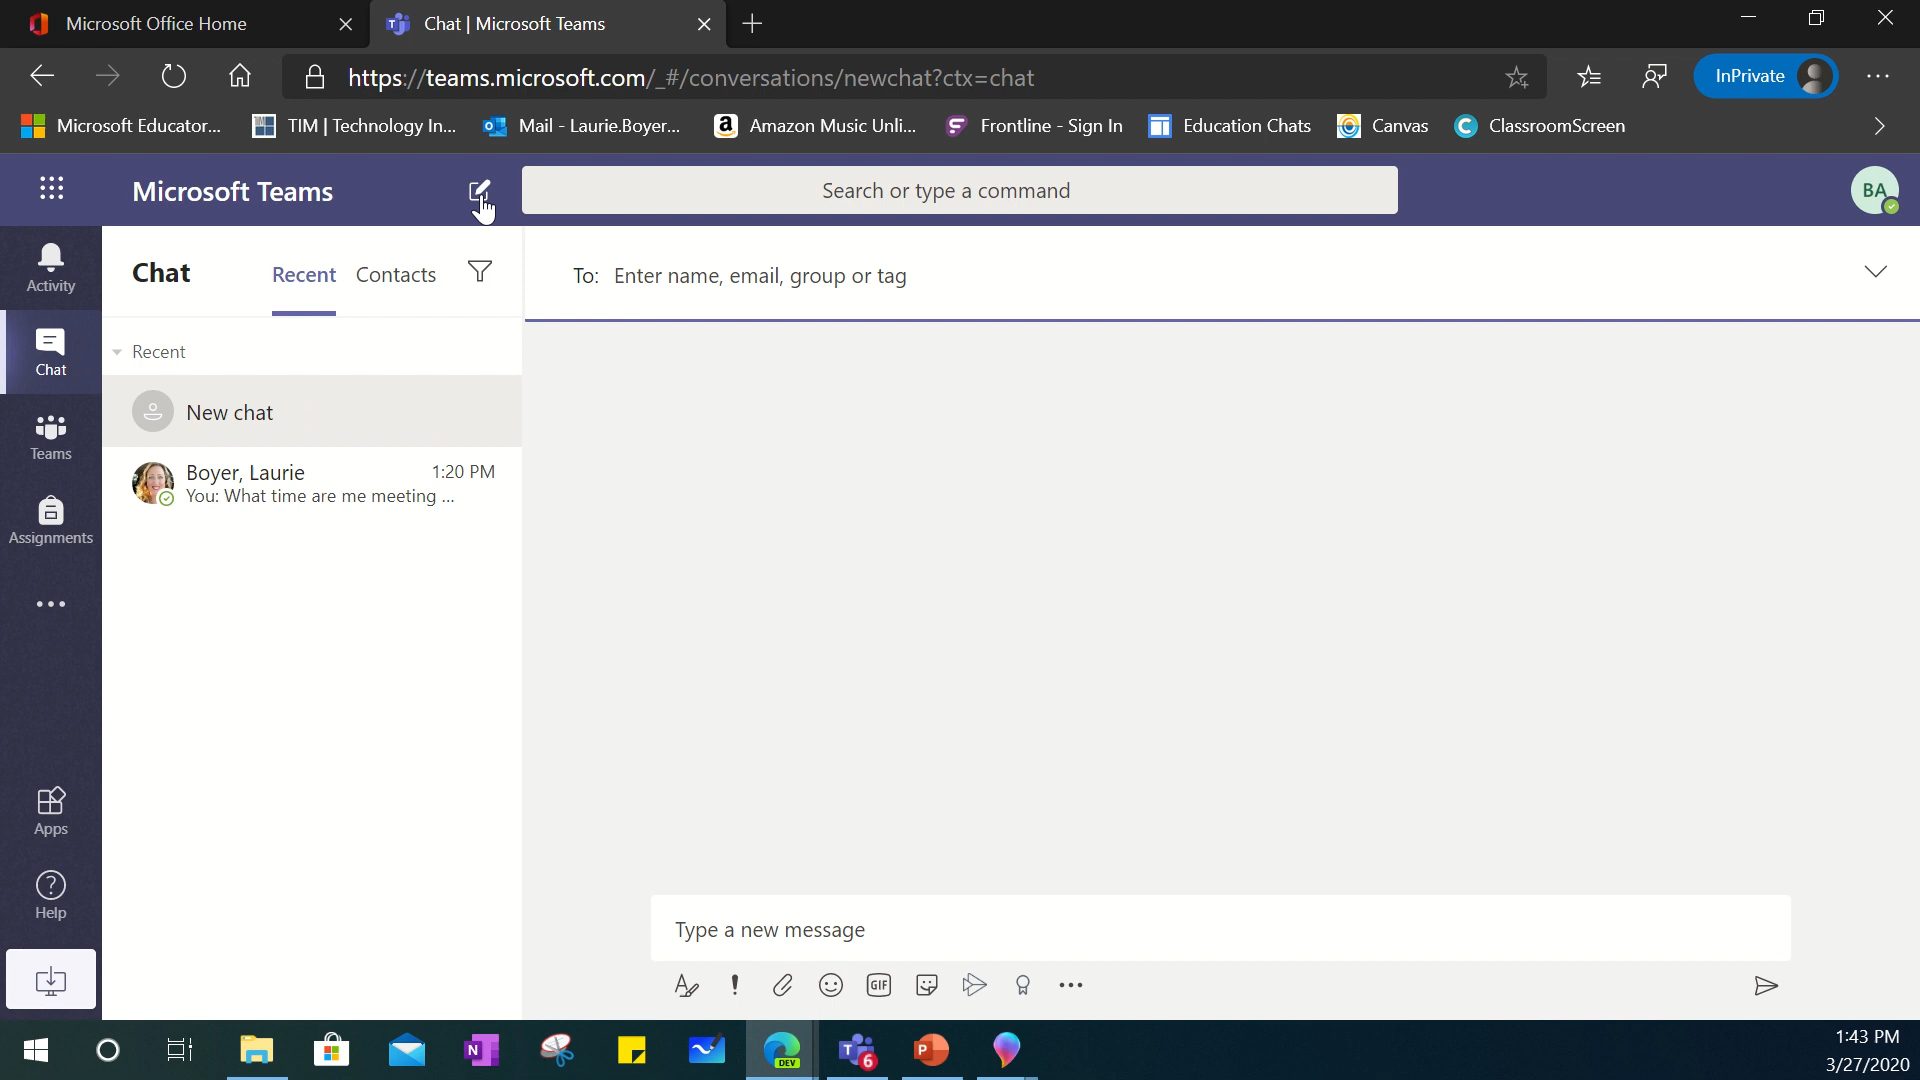 Microsoft Office Home
Chat | Microsoft Teams
https://teams.microsoft.com/_#/conversations/newchat?ctx=chat
InPrivate
Microsoft Educator...
TIM | Technology In...
Mail - Laurie.Boyer...
a Amazon Music Unli...
Frontline - Sign In
Education Chats
Canvas
C ClassroomScreen
Microsoft Teams
Search or type a command
BA
Activity
Chat
Teams
Assignments
Apps
Help
Chat
Recent
Contacts
Recent
New chat
Boyer, Laurie
1:20 PM
You: What time are me meeting ...
To: Enter name, email, group or tag
Type a new message
GIF
N
DEV
T 6
P
1:43 PM
3/27/2020